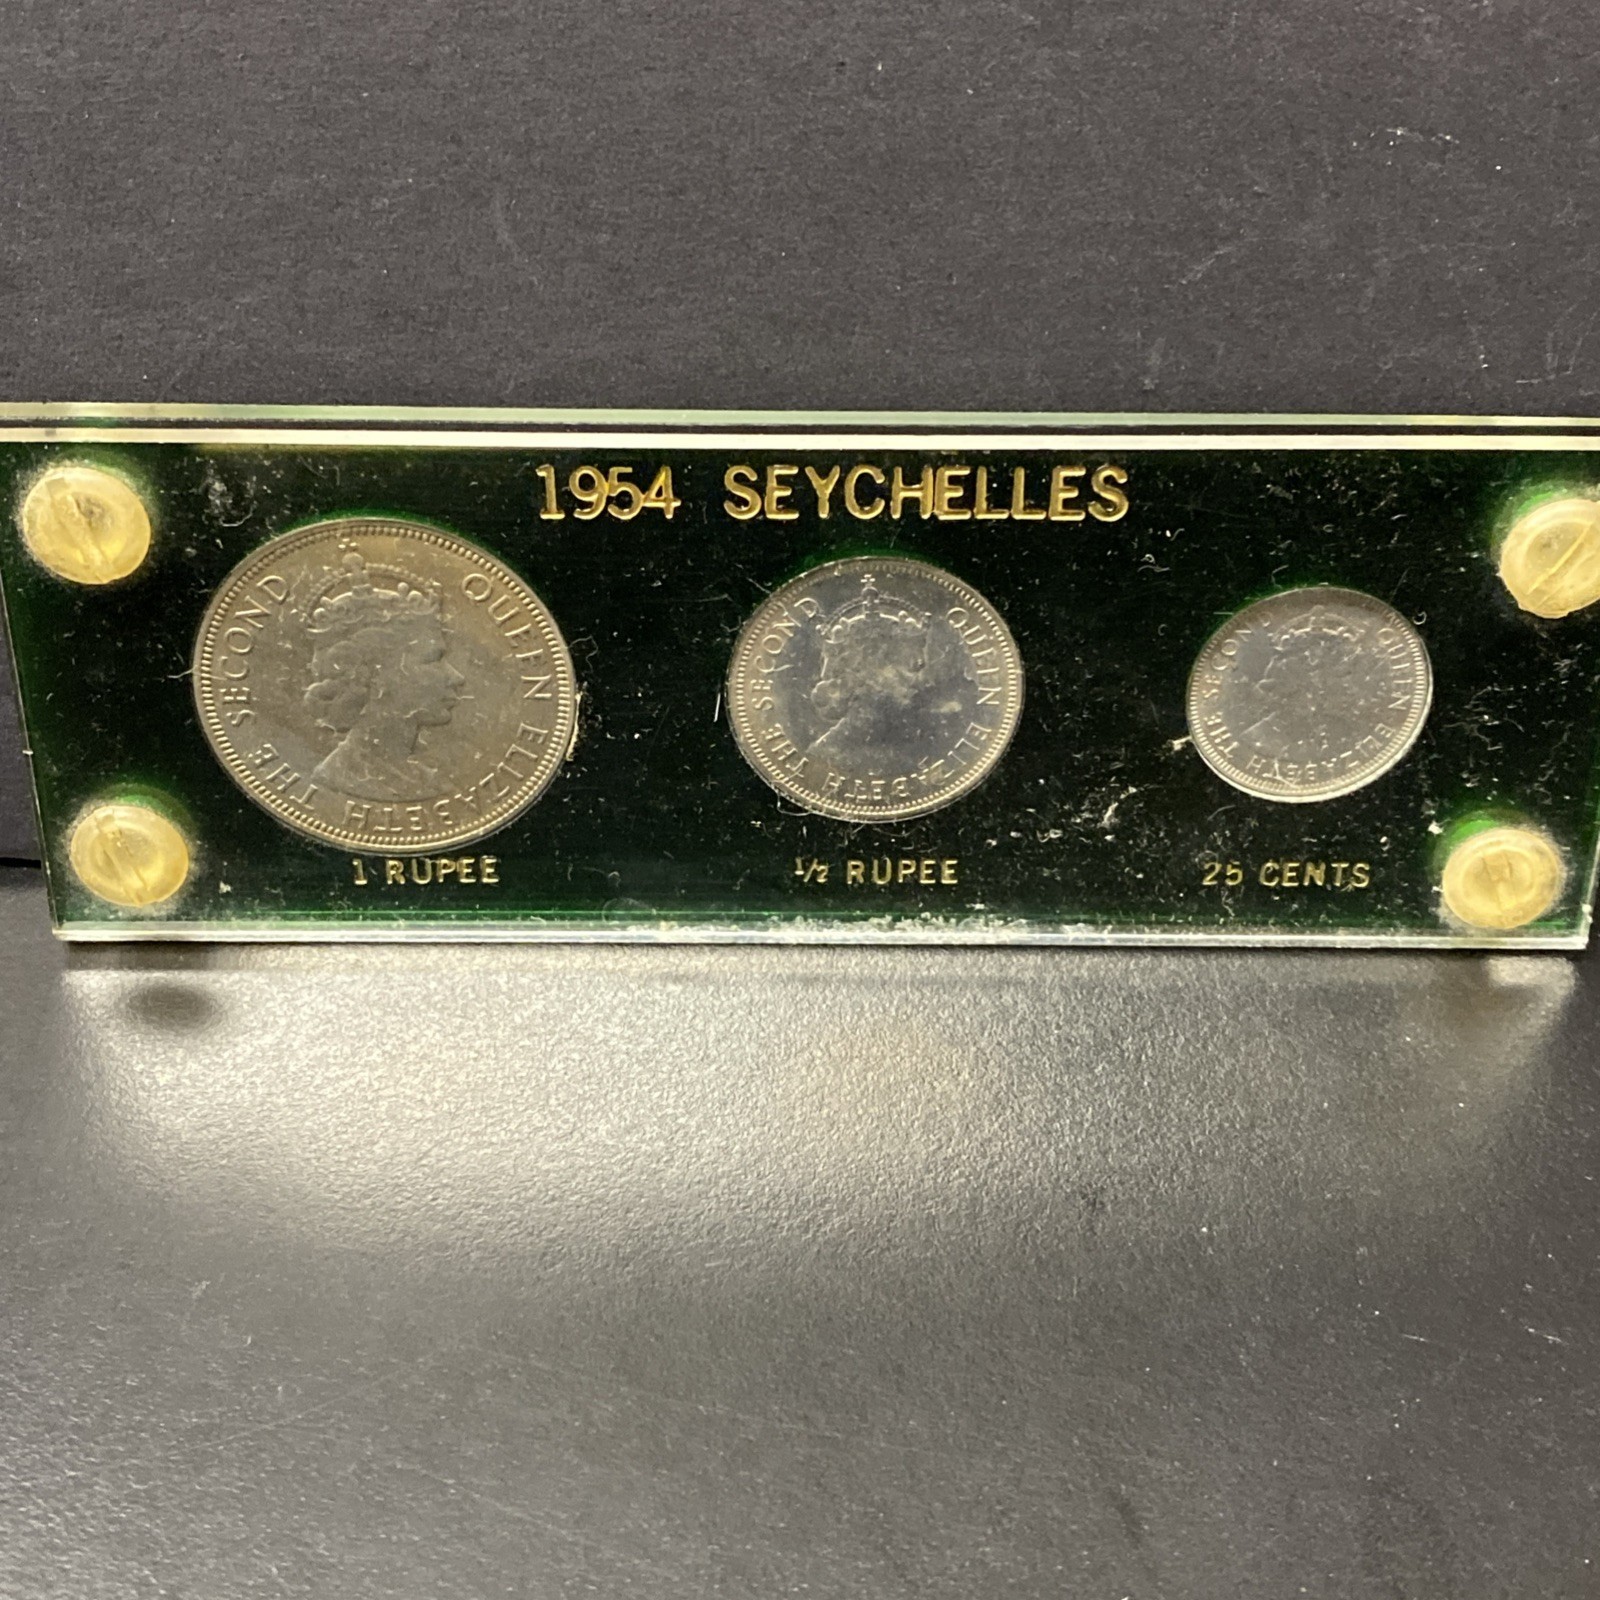 1954 SEYCHELLES
QUEEN ELIZABETH THE SECOND
QUEEN ELIZABETH THE SECOND
QUEEN ELIZABETH THE SECOND
1 RUPEE
1/2 RUPEE
25 CENTS